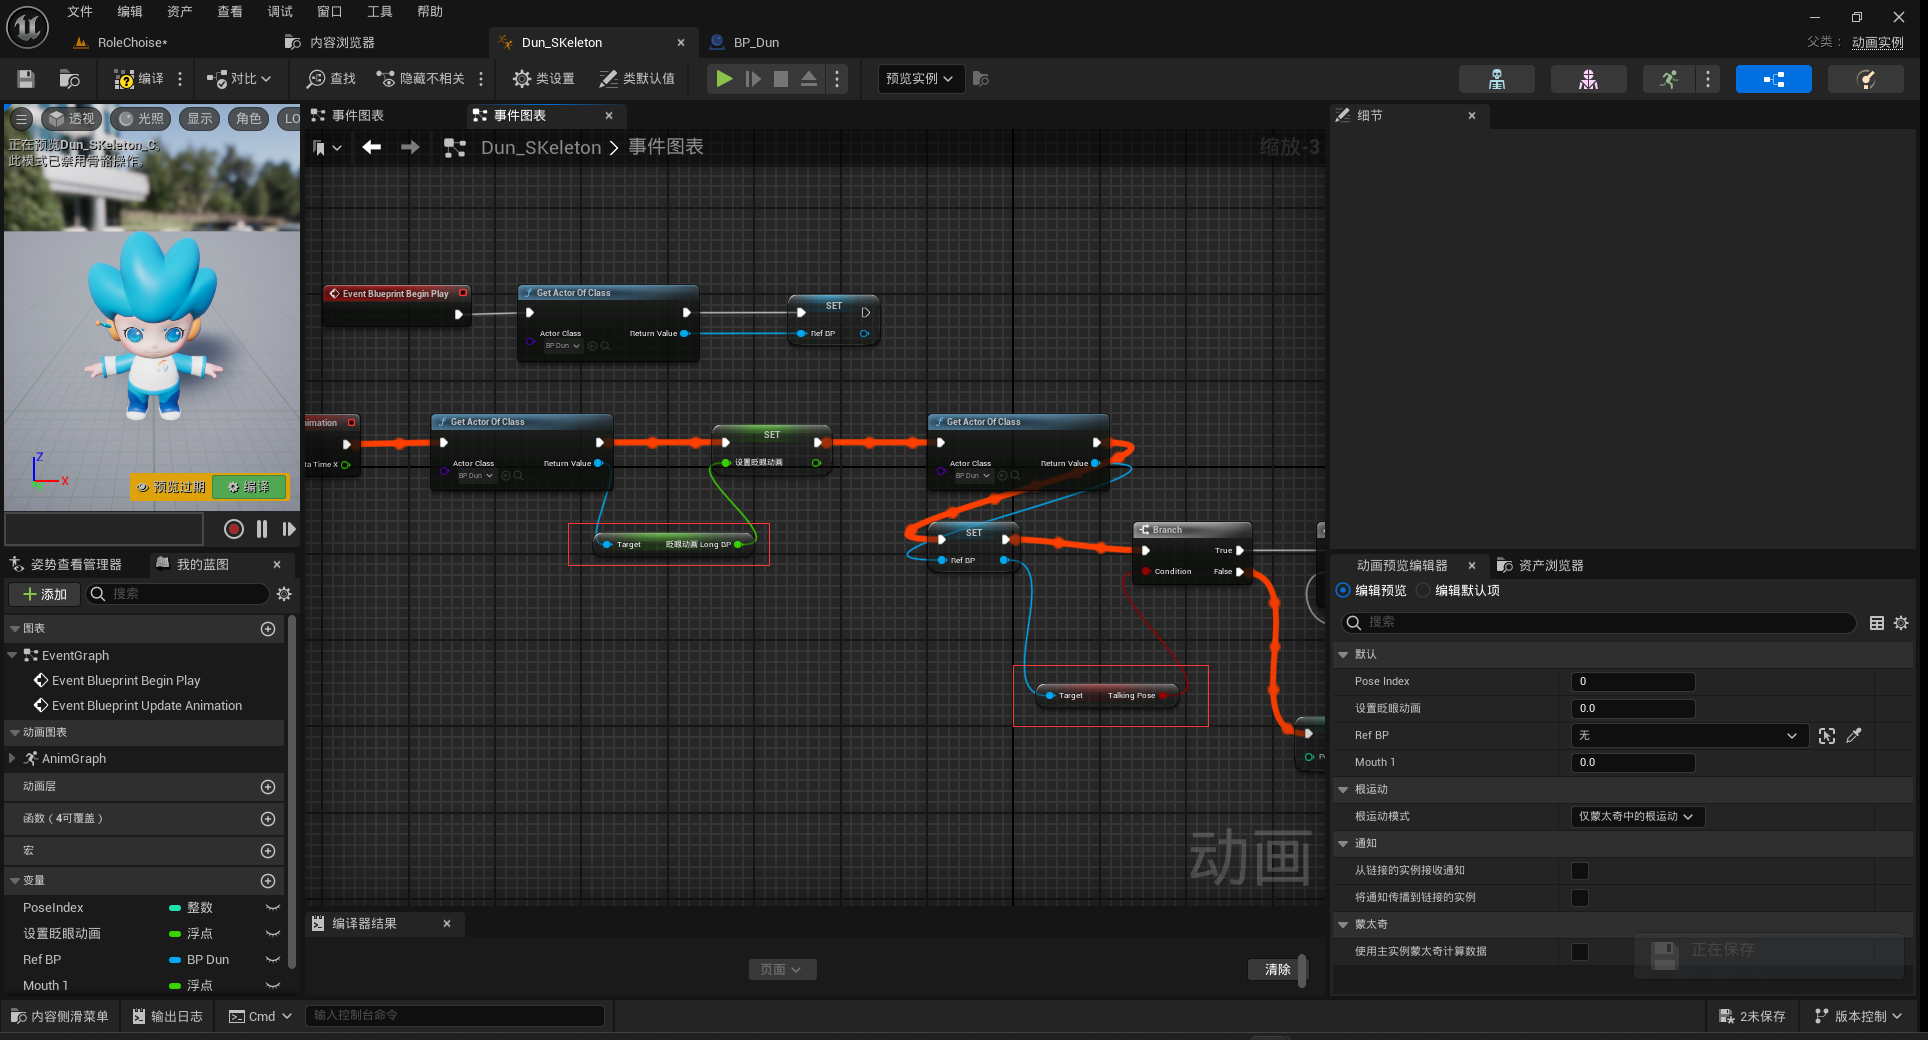 文件 编辑 资产 查看 调试 窗口 工具 帮助
RoleChoise* 内容浏览器 Dun_SKeleton BP_Dun
父类： 动画实例
编译 对比 查找 隐藏不相关 类设置 类默认值 预览实例
透视 光照 显示 角色 LO
正在预览Dun_SKeleton_C。
此模式已禁用骨骼操作。
Z
X
预览过期 编译
事件图表 事件图表
Dun_SKeleton 事件图表 缩放-3
Event Blueprint Begin Play
Get Actor Of Class
Actor Class Return Value
BP Dun
SET
Ref BP
imation
ta Time X
Get Actor Of Class
Actor Class Return Value
BP Dun
SET
设置眨眼动画
Get Actor Of Class
Actor Class Return Value
BP Dun
Target 眨眼动画 Long BP
SET
Ref BP
Branch
True
Condition False
Target Talking Pose
动画
姿势查看管理器 我的蓝图
添加 搜索
图表
EventGraph
Event Blueprint Begin Play
Event Blueprint Update Animation
动画图表
AnimGraph
动画层
函数（4可覆盖）
宏
变量
PoseIndex 整数
设置眨眼动画 浮点
Ref BP BP Dun
Mouth 1 浮点
编译器结果
页面 清除
细节
动画预览编辑器 资产浏览器
编辑预览 编辑默认项
搜索
默认
Pose Index 0
设置眨眼动画 0.0
Ref BP 无
Mouth 1 0.0
根运动
根运动模式 仅蒙太奇中的根运动
通知
从链接的实例接收通知
将通知传播到链接的实例
蒙太奇
使用主实例蒙太奇计算数据
正在保存
内容侧滑菜单 输出日志 Cmd 输入控制台命令 2未保存 版本控制